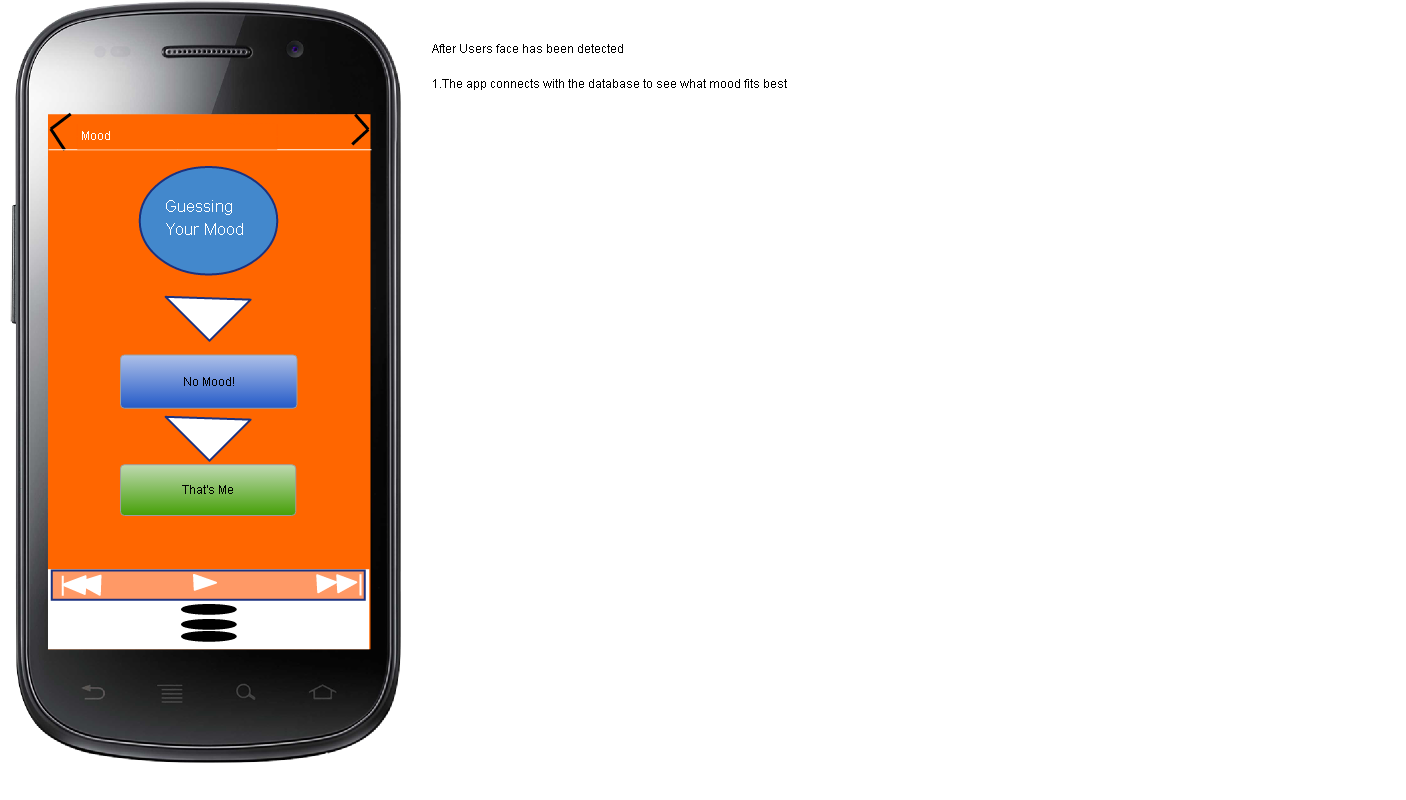 After Users face has been detected
1.The app connects with the database to see what mood fits best
Mood
Guessing
Your Mood
No Mood!
That's Me